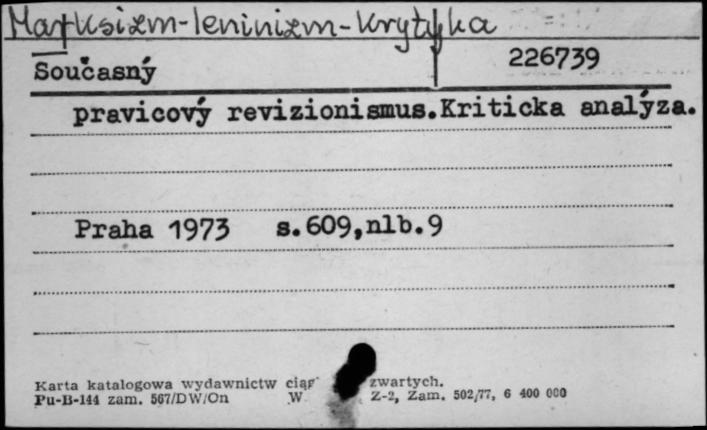 Marksizm-leninizm-krytyka
Současný 226739
pravicový revizionismus.Kriticka analýza.
Praha 1973 s.609,nlb.9
Karta katalogowa wydawnictw zwartych.
Pu-B-144 zam. 567/DW/On W Z-2, Zam. 502/77, 6 400 000